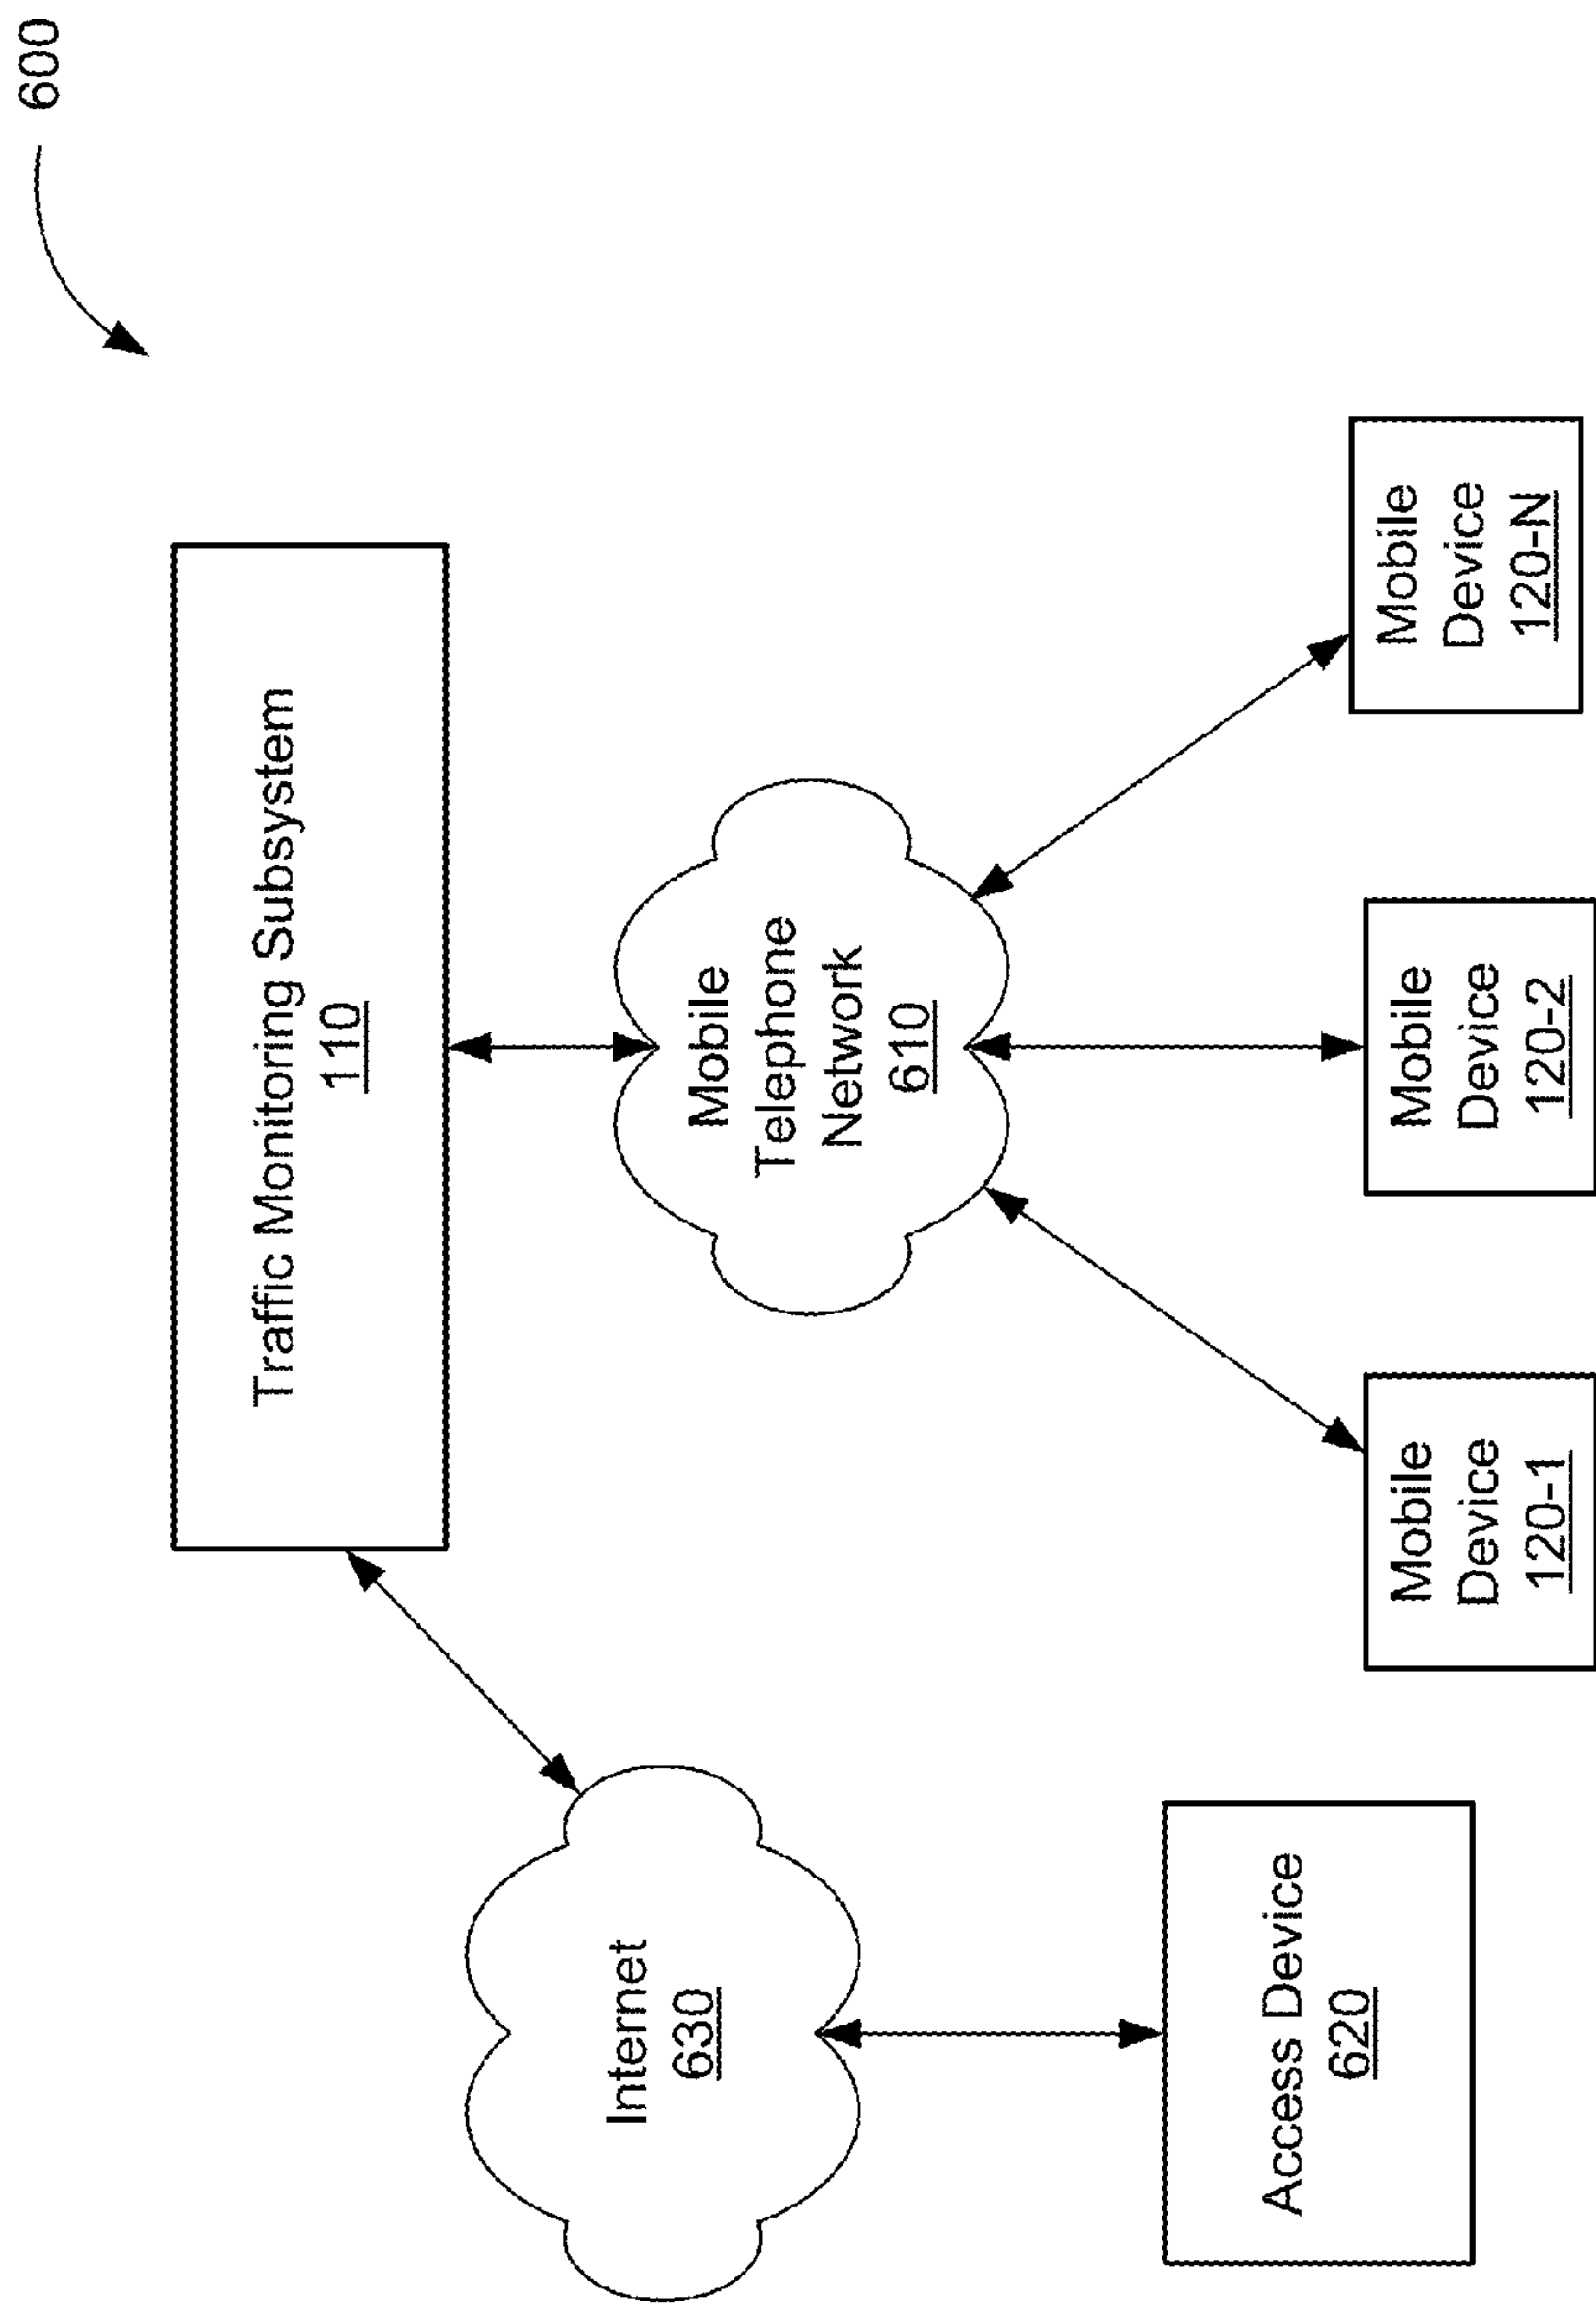 600
Traffic Monitoring Subsystem
110
Internet
630
Mobile
Telephone
Network
610
Access Device
620
Mobile
Device
120-1
Mobile
Device
120-2
Mobile
Device
120-N